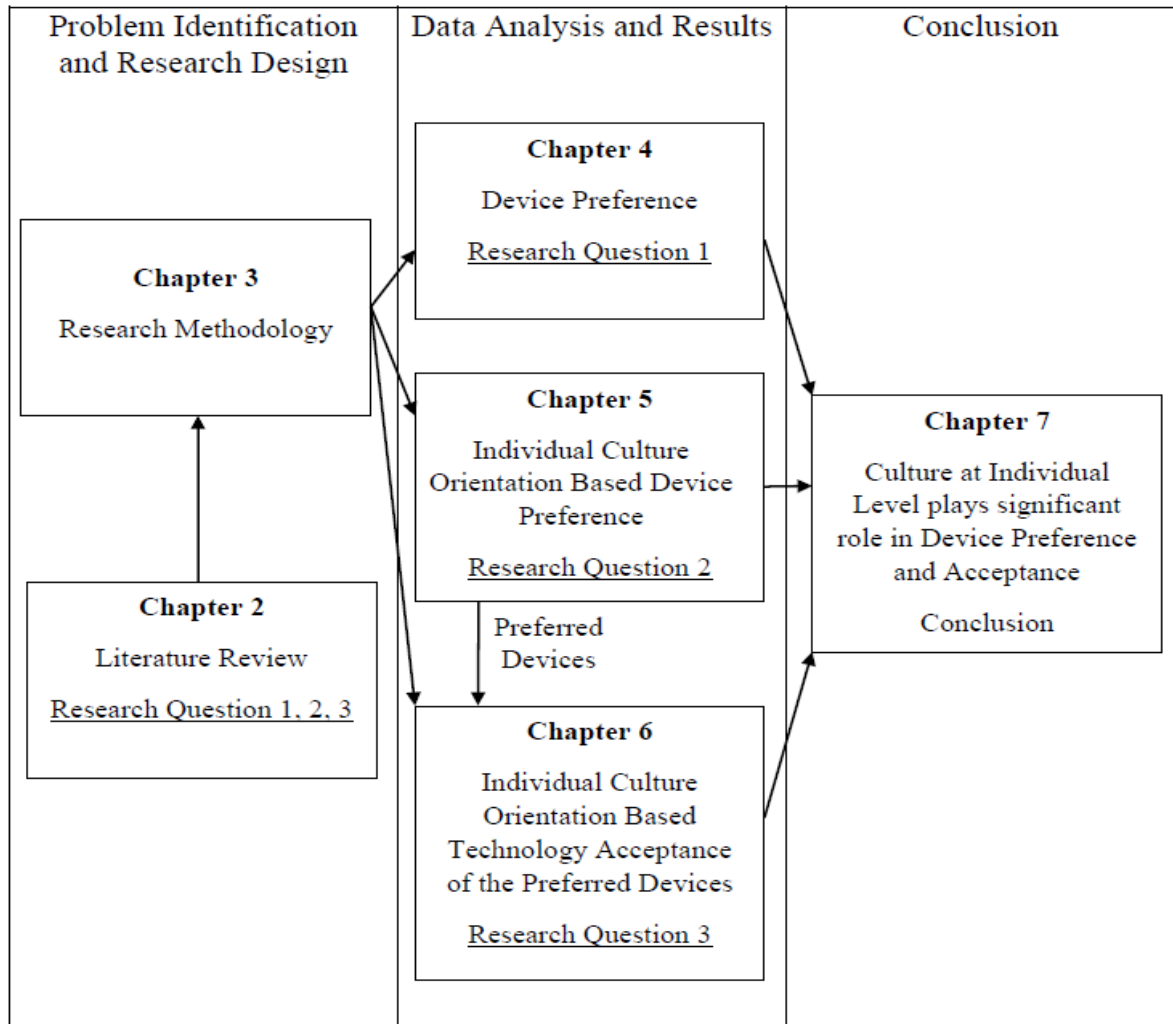 Problem Identification
and Research Design
Data Analysis and Results
Conclusion
Chapter 3
Research Methodology
Chapter 2
Literature Review
Research Question 1, 2, 3
Chapter 4
Device Preference
Research Question 1
Chapter 5
Individual Culture
Orientation Based Device
Preference
Research Question 2
Preferred
Devices
Chapter 6
Individual Culture
Orientation Based
Technology Acceptance
of the Preferred Devices
Research Question 3
Chapter 7
Culture at Individual
Level plays significant
role in Device Preference
and Acceptance
Conclusion